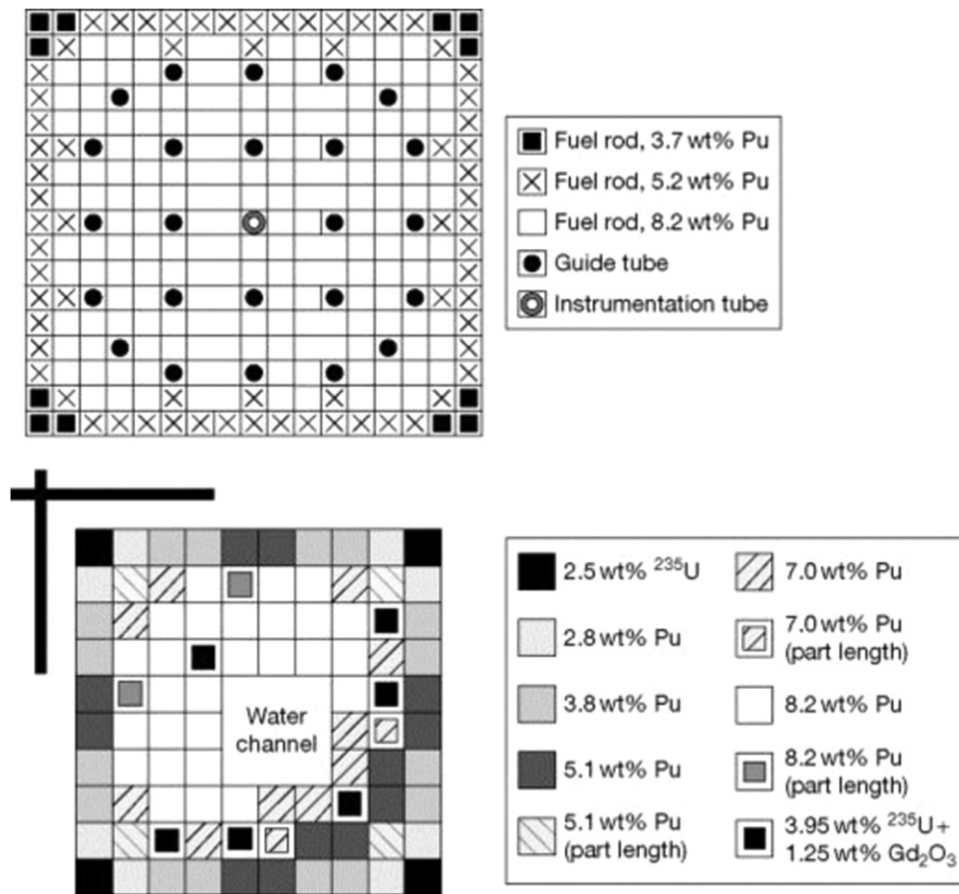 Fuel rod, 3.7 wt% Pu
Fuel rod, 5.2 wt% Pu
Fuel rod, 8.2 wt% Pu
Guide tube
Instrumentation tube
Water
channel
2.5 wt% ²³⁵U
2.8 wt% Pu
3.8 wt% Pu
5.1 wt% Pu
5.1 wt% Pu
(part length)
7.0 wt% Pu
7.0 wt% Pu
(part length)
8.2 wt% Pu
8.2 wt% Pu
(part length)
3.95 wt% ²³⁵U+
1.25 wt% Gd₂O₃